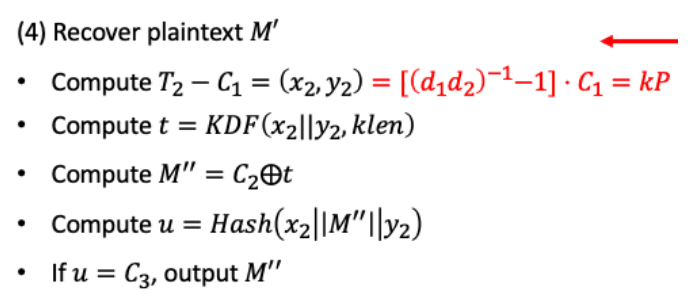 (4) Recover plaintext M′
• Compute T₂ − C₁ = (x₂, y₂) = [(d₁d₂)⁻¹−1] · C₁ = kP
• Compute t = KDF(x₂||y₂, klen)
• Compute M′′ = C₂⊕t
• Compute u = Hash(x₂||M′′||y₂)
• If u = C₃, output M′′